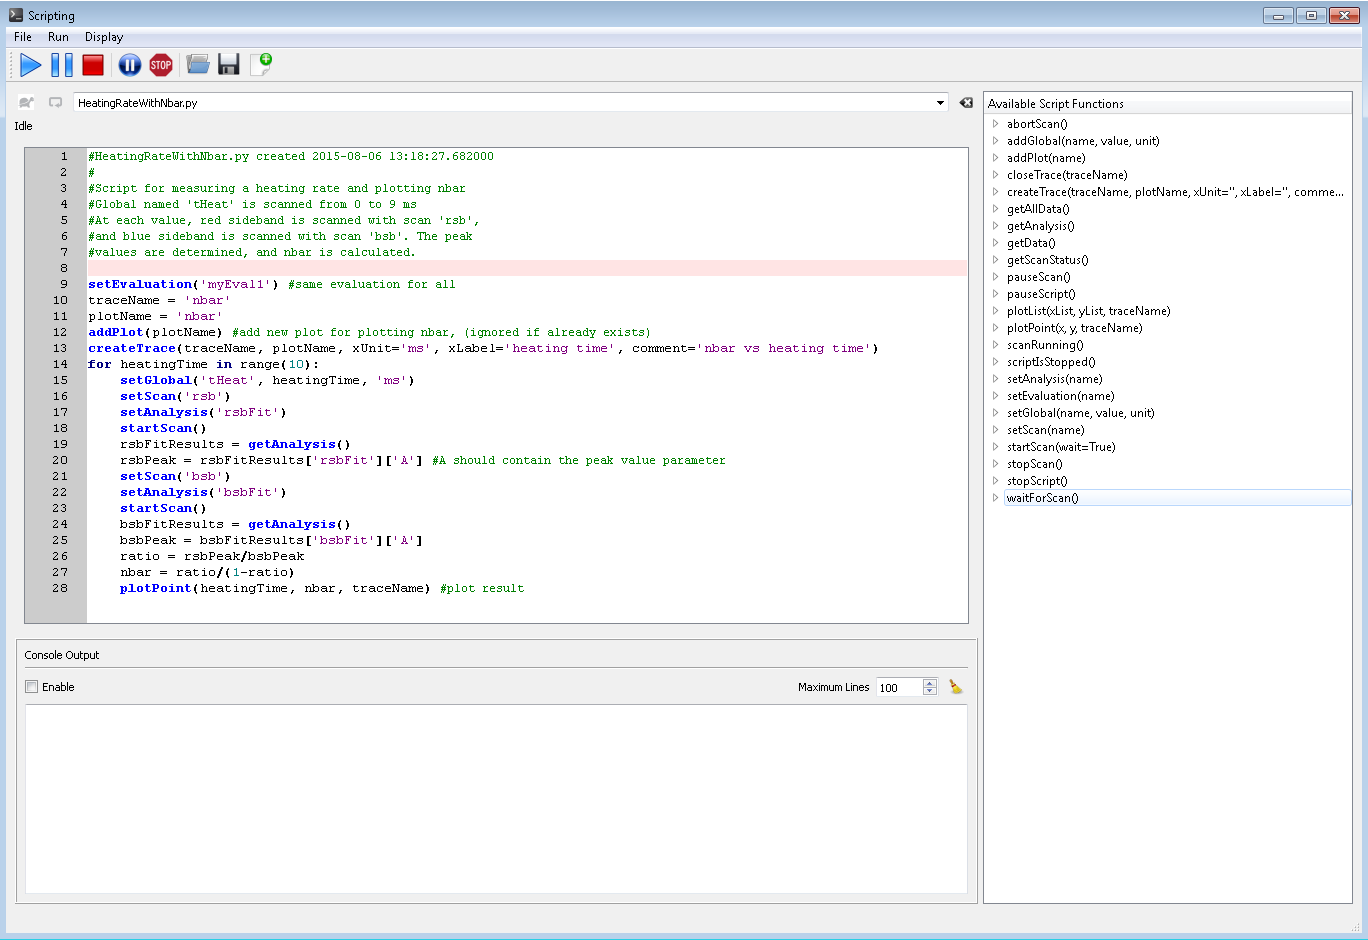 Scripting
File Run Display
STOP
HeatingRateWithNbar.py
Idle
1 #HeatingRateWithNbar.py created 2015-08-06 13:18:27.682000
2 #
3 #Script for measuring a heating rate and plotting nbar
4 #Global named 'tHeat' is scanned from 0 to 9 ms
5 #At each value, red sideband is scanned with scan 'rsb',
6 #and blue sideband is scanned with scan 'bsb'. The peak
7 #values are determined, and nbar is calculated.
8
9 setEvaluation('myEval1') #same evaluation for all
10 traceName = 'nbar'
11 plotName = 'nbar'
12 addPlot(plotName) #add new plot for plotting nbar, (ignored if already exists)
13 createTrace(traceName, plotName, xUnit='ms', xLabel='heating time', comment='nbar vs heating time')
14 for heatingTime in range(10):
15     setGlobal('tHeat', heatingTime, 'ms')
16     setScan('rsb')
17     setAnalysis('rsbFit')
18     startScan()
19     rsbFitResults = getAnalysis()
20     rsbPeak = rsbFitResults['rsbFit']['A'] #A should contain the peak value parameter
21     setScan('bsb')
22     setAnalysis('bsbFit')
23     startScan()
24     bsbFitResults = getAnalysis()
25     bsbPeak = bsbFitResults['bsbFit']['A']
26     ratio = rsbPeak/bsbPeak
27     nbar = ratio/(1-ratio)
28     plotPoint(heatingTime, nbar, traceName) #plot result
Console Output
Enable
Maximum Lines 100
Available Script Functions
abortScan()
addGlobal(name, value, unit)
addPlot(name)
closeTrace(traceName)
createTrace(traceName, plotName, xUnit='', xLabel='', comme...
getAllData()
getAnalysis()
getData()
getScanStatus()
pauseScan()
pauseScript()
plotList(xList, yList, traceName)
plotPoint(x, y, traceName)
scanRunning()
scriptIsStopped()
setAnalysis(name)
setEvaluation(name)
setGlobal(name, value, unit)
setScan(name)
startScan(wait=True)
stopScan()
stopScript()
waitForScan()